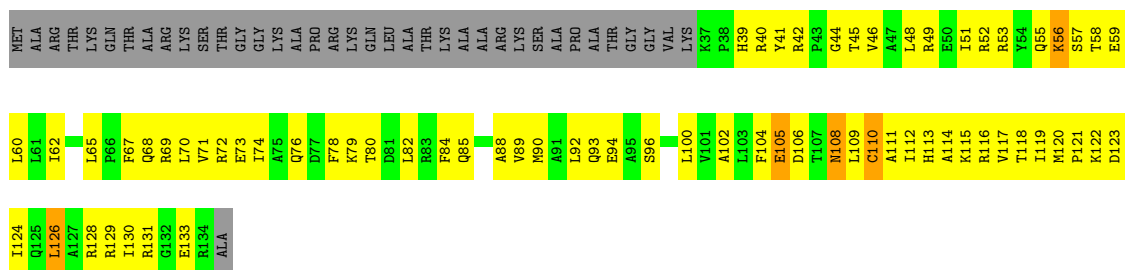 MET ALA ARG THR LYS GLN THR ALA ARG LYS SER THR GLY GLY LYS ALA PRO ARG LYS GLN LEU ALA THR LYS ALA ALA ARG LYS SER ALA PRO ALA THR GLY GLY VAL LYS K37 P38 H39 R40 Y41 R42 P43 G44 T45 V46 A47 L48 R49 E50 I51 R52 R53 Y54 Q55 K56 S57 T58 E59
L60 L61 I62 L65 P66 F67 Q68 R69 L70 V71 R72 E73 I74 A75 Q76 D77 F78 K79 T80 D81 L82 R83 F84 Q85 A88 V89 M90 A91 L92 Q93 E94 A95 S96 L100 V101 A102 L103 F104 E105 D106 T107 N108 L109 C110 A111 I112 H113 A114 K115 R116 V117 T118 I119 M120 P121 K122 D123
I124 Q125 L126 A127 R128 R129 I130 R131 G132 E133 R134 ALA